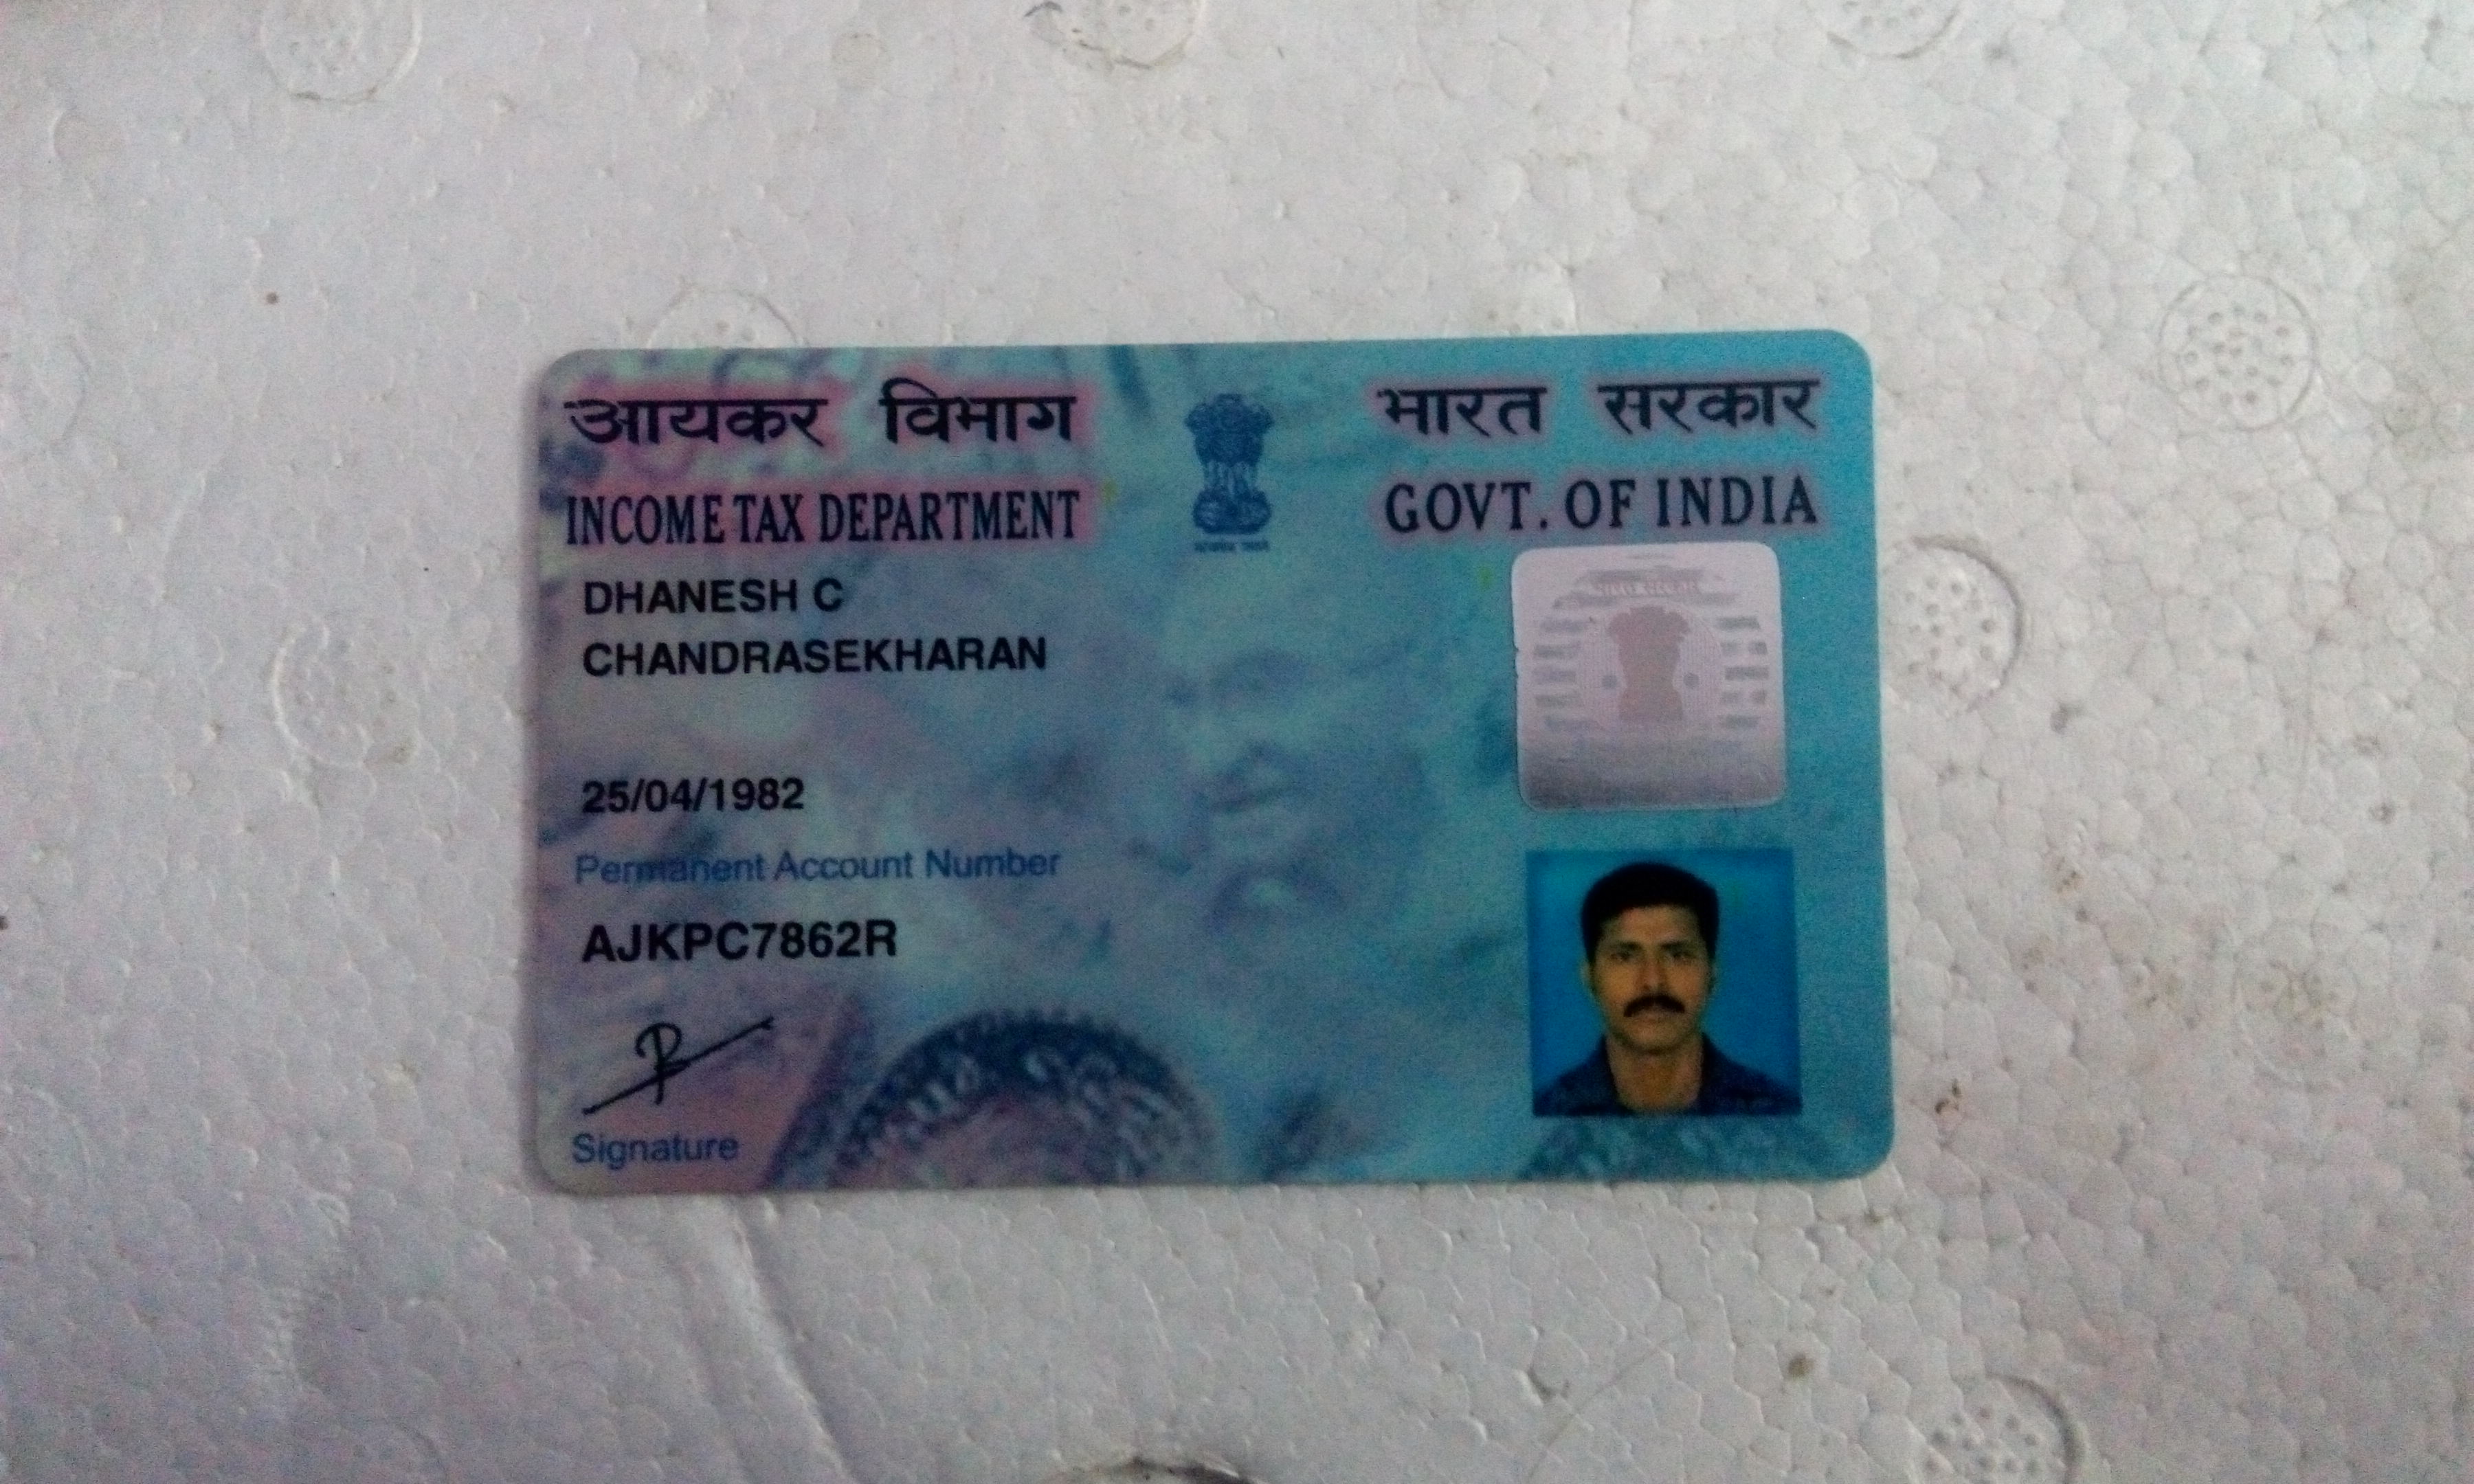 आयकर विभाग
भारत सरकार
INCOME TAX DEPARTMENT
GOVT. OF INDIA
DHANESH C
CHANDRASEKHARAN
25/04/1982
Permanent Account Number
AJKPC7862R
Signature